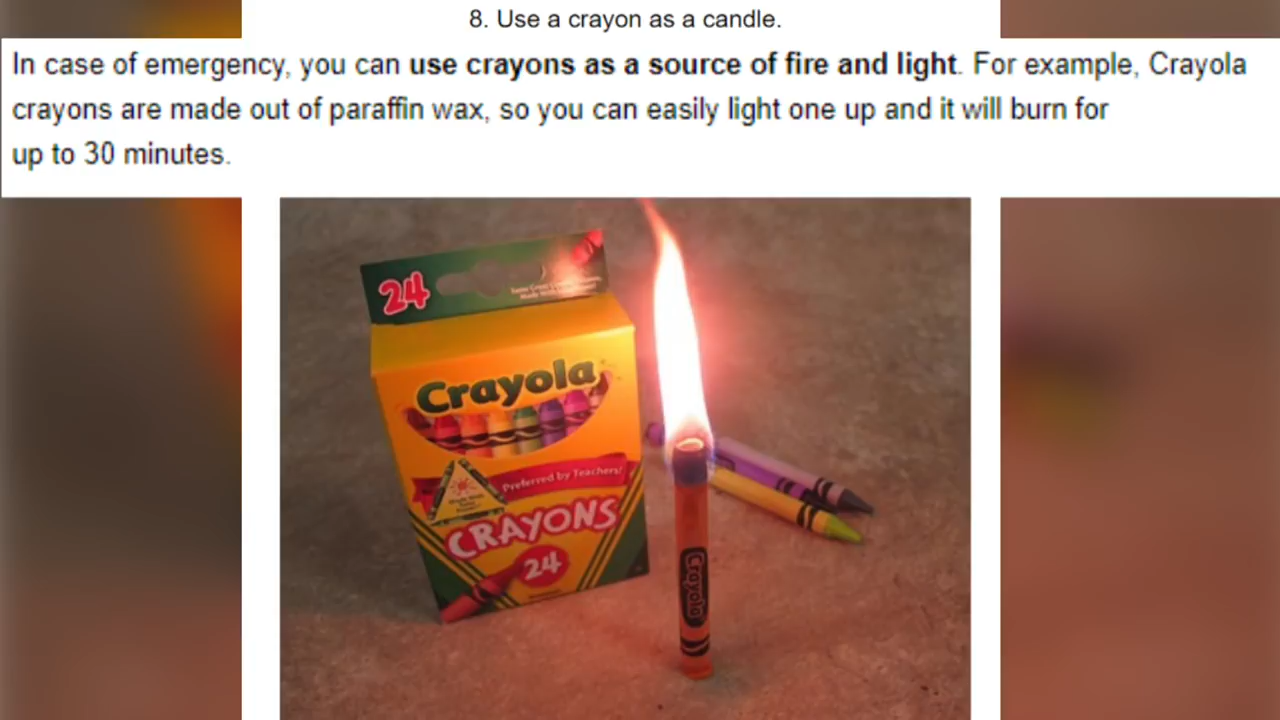 8. Use a crayon as a candle.
In case of emergency, you can use crayons as a source of fire and light. For example, Crayola
crayons are made out of paraffin wax, so you can easily light one up and it will burn for
up to 30 minutes.
24
Crayola
Preferred by Teachers!
CRAYONS
24
Crayola